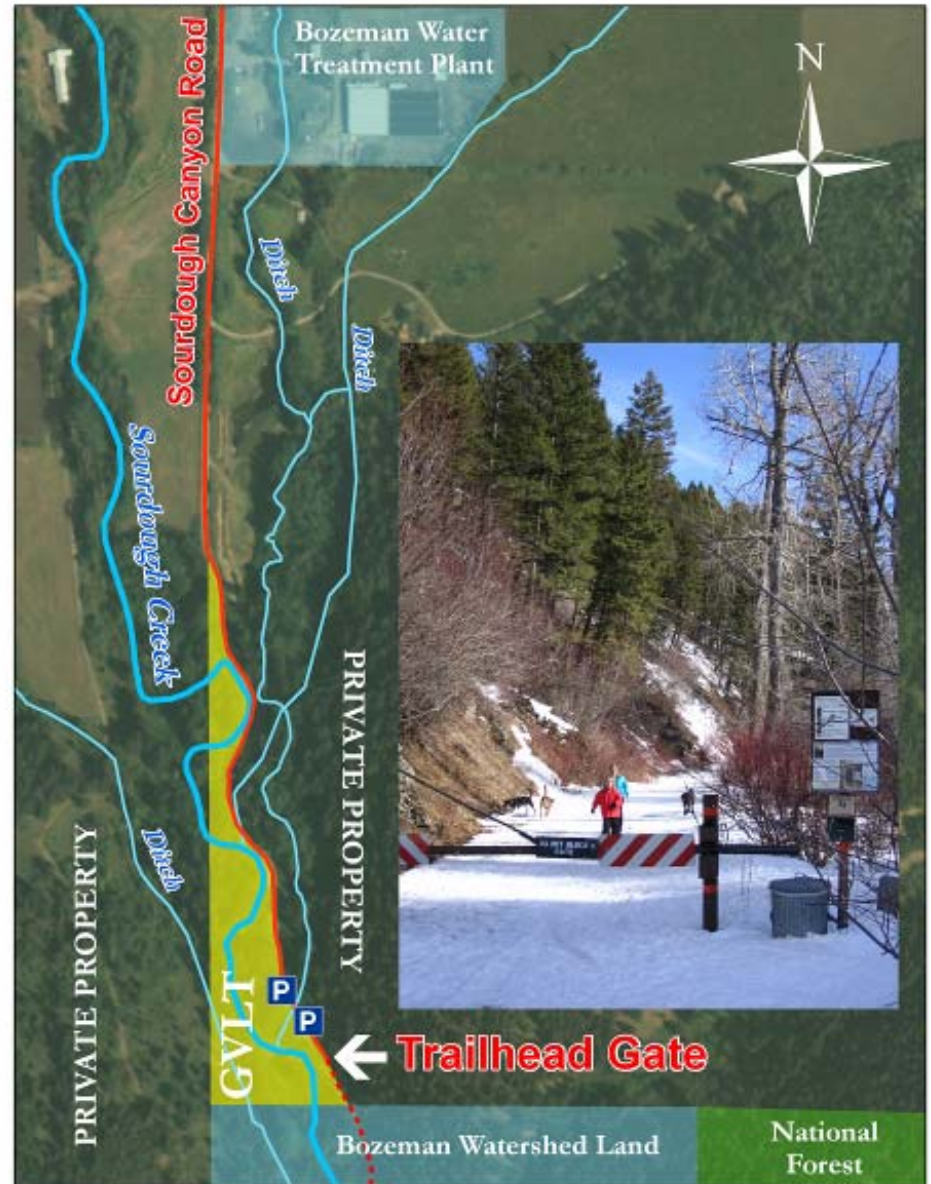 Bozeman Water
Treatment Plant
N
Sourdough Canyon Road
Ditch
Ditch
Sourdough Creek
PRIVATE PROPERTY
PRIVATE PROPERTY
Ditch
GVLT
P
P
Trailhead Gate
Bozeman Watershed Land
National
Forest